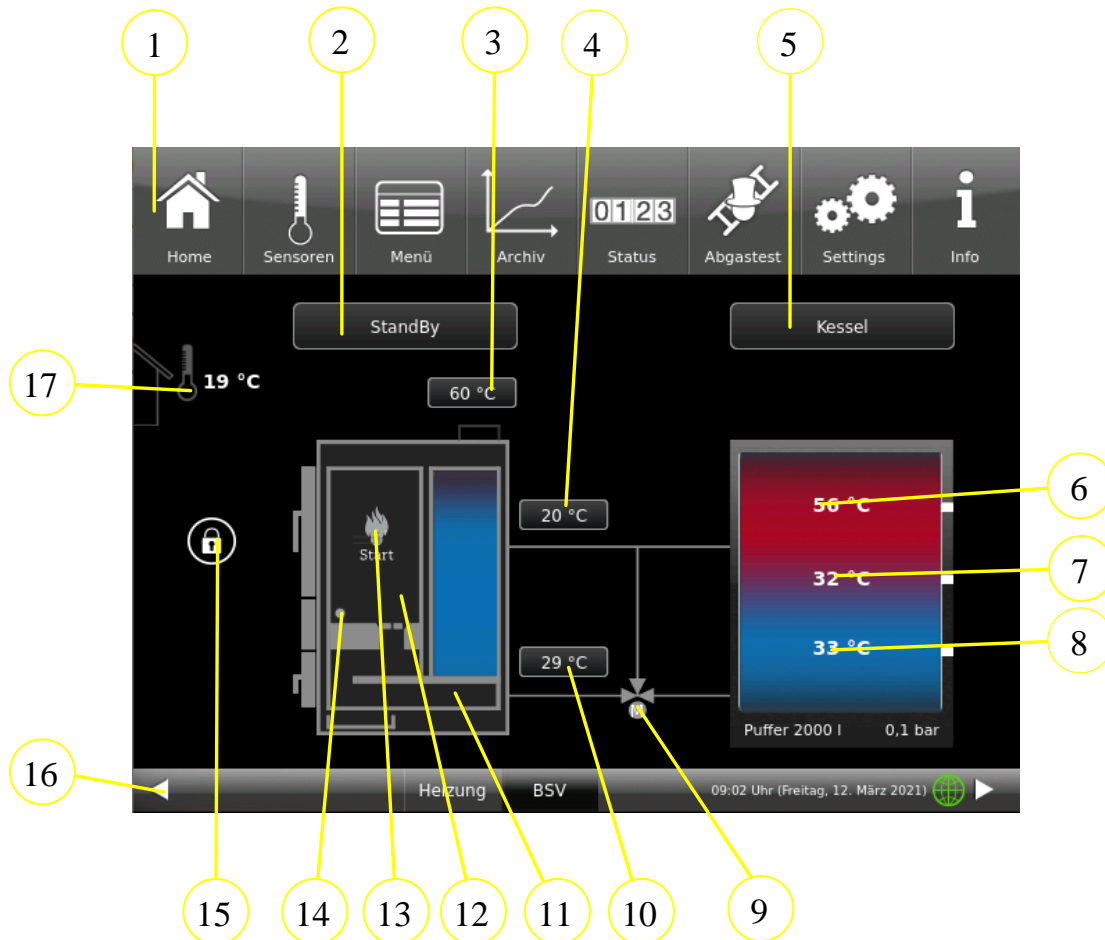 1 2 3 4 5
0123
Home Sensoren Menü Archiv Status Abgastest Settings Info
StandBy Kessel
17 19 °C
60 °C
56 °C 6
20 °C
Start
32 °C 7
33 °C 8
29 °C
M
Puffer 2000 l 0,1 bar
16
Heizung BSV 09:02 Uhr (Freitag, 12. März 2021)
15 14 13 12 11 10 9